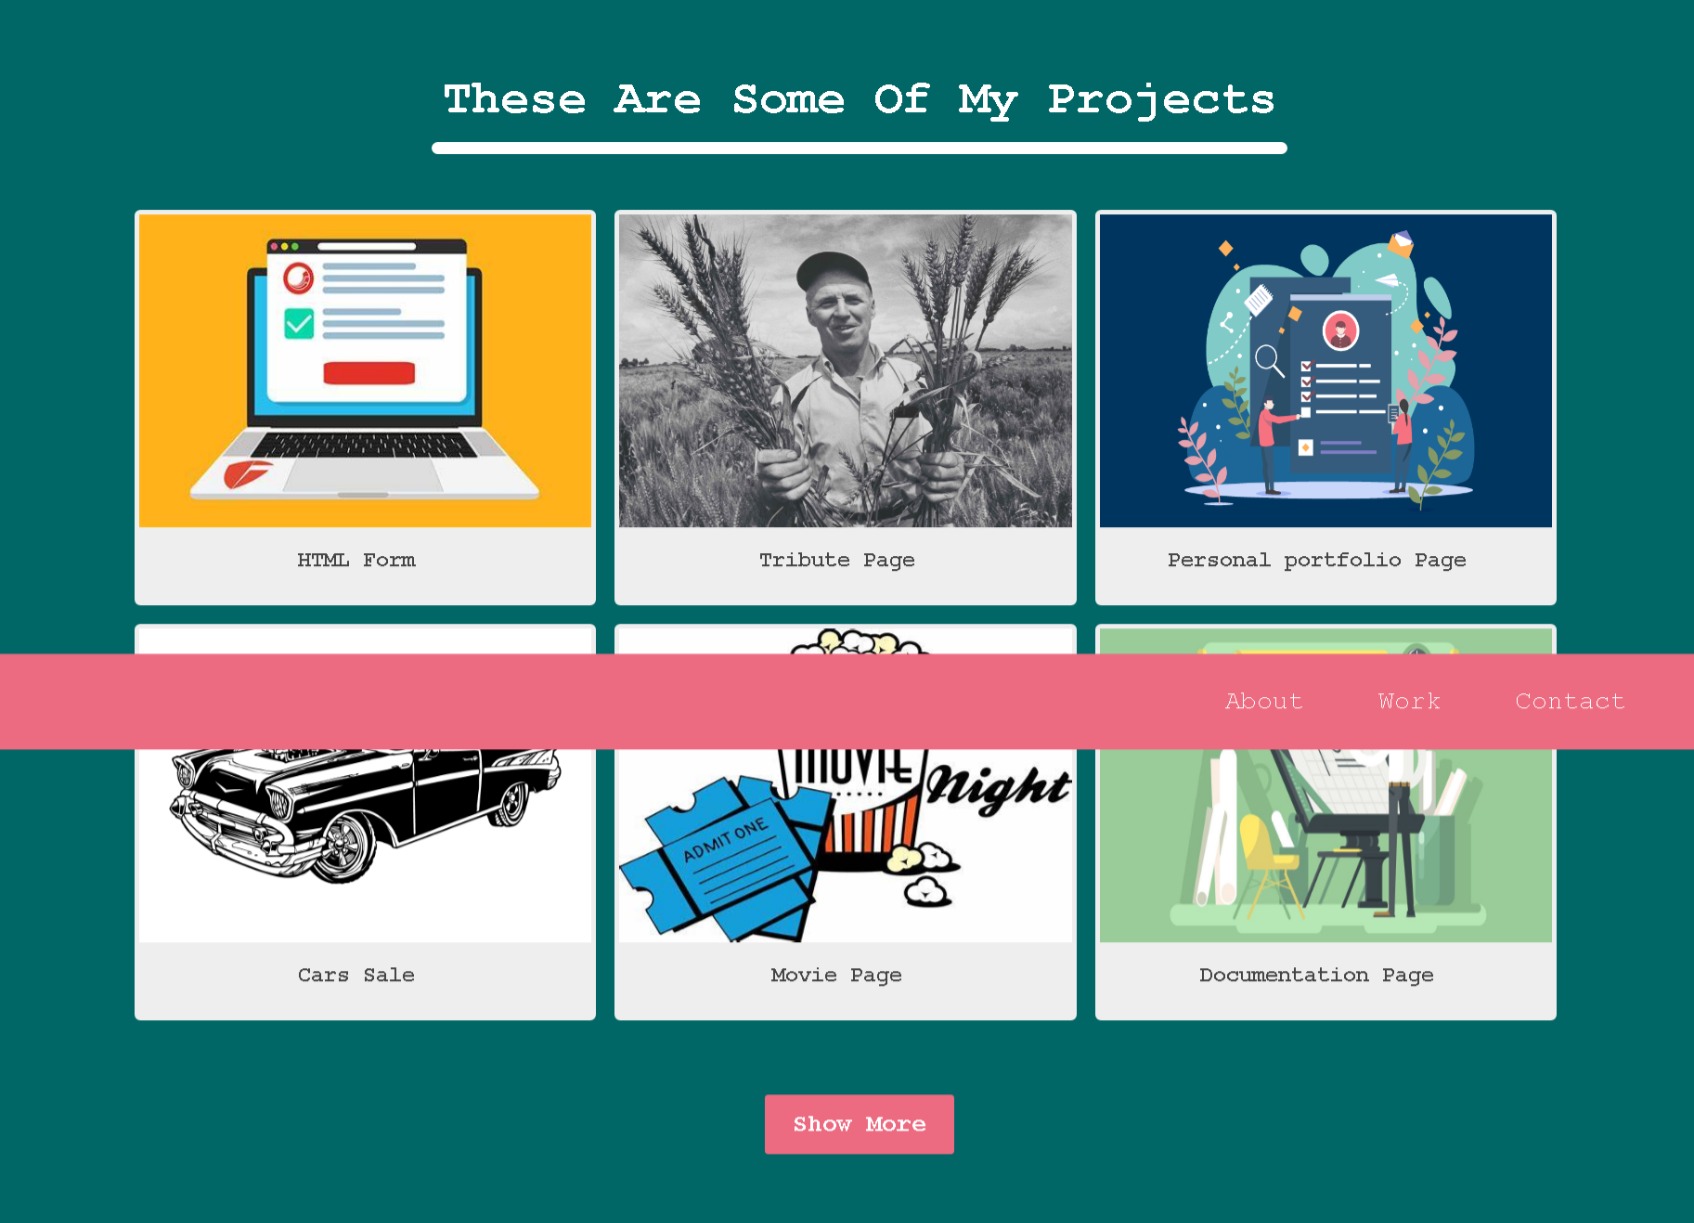 These Are Some Of My Projects
HTML Form
Tribute Page
Personal portfolio Page
About Work Contact
MOVIE Night
ADMIT ONE
Cars Sale
Movie Page
Documentation Page
Show More